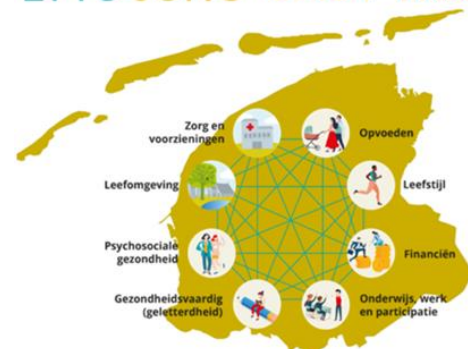 Zorg en
voorzieningen
Opvoeden
Leefomgeving
Leefstijl
Psychosociale
gezondheid
Financiën
Gezondheidsvaardig
(geletterdheid)
Onderwijs, werk
en participatie